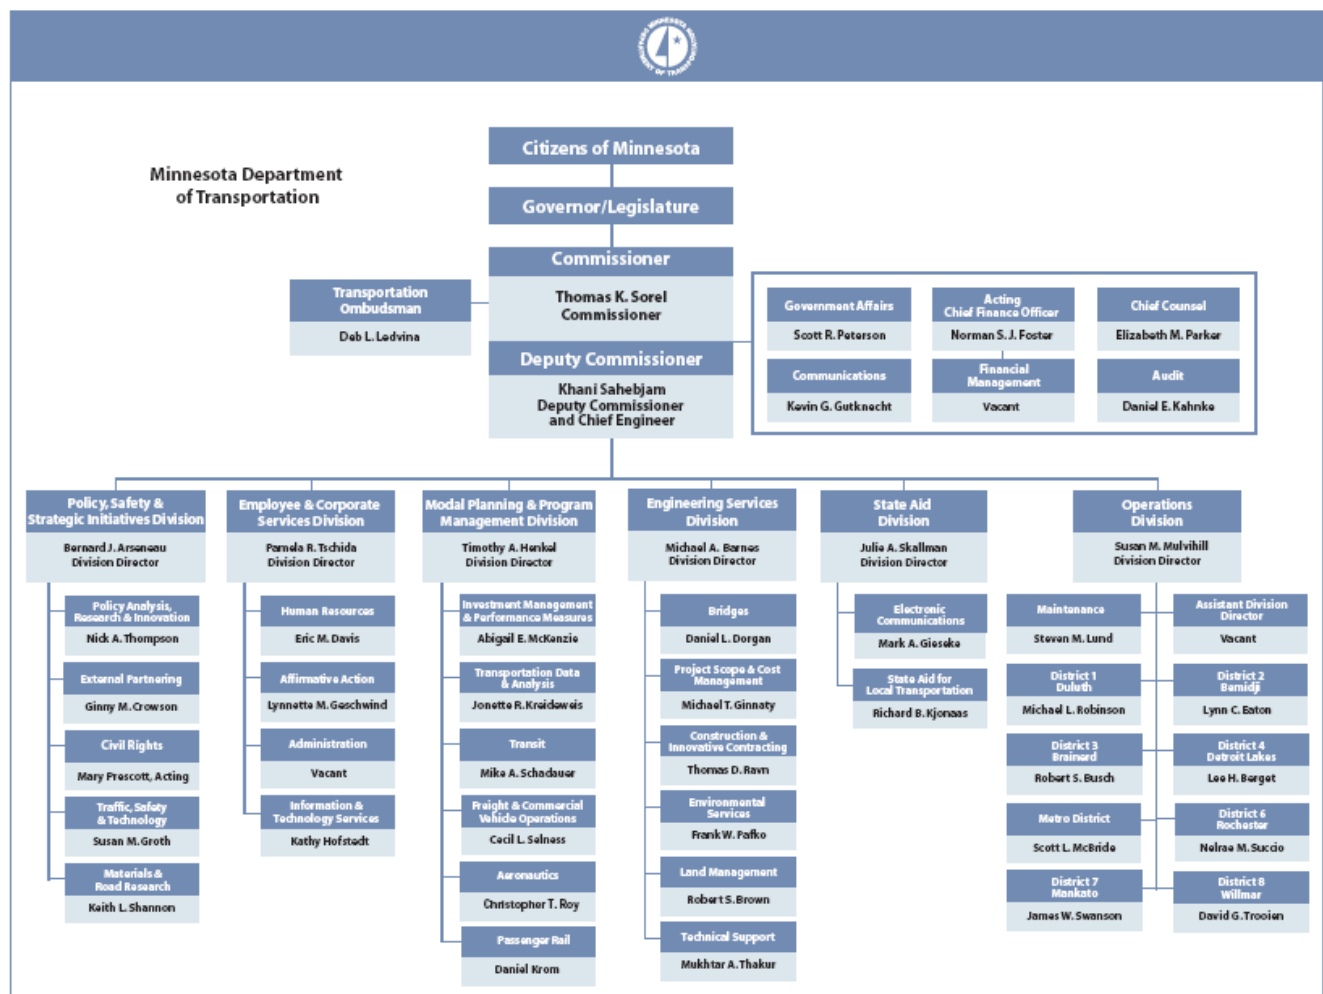 MINNESOTA DEPARTMENT OF TRANSPORTATION
Minnesota Department
of Transportation
Citizens of Minnesota
Governor/Legislature
Commissioner
Thomas K. Sorel
Commissioner
Transportation
Ombudsman
Deb L. Ledvina
Deputy Commissioner
Khani Sahebjam
Deputy Commissioner
and Chief Engineer
Government Affairs
Scott R. Peterson
Acting
Chief Finance Officer
Norman S. J. Foster
Chief Counsel
Elizabeth M. Parker
Communications
Kevin G. Gutknecht
Financial
Management
Vacant
Audit
Daniel E. Kahnke
Policy, Safety &
Strategic Initiatives Division
Bernard J. Arseneau
Division Director
Policy Analysis,
Research & Innovation
Nick A. Thompson
External Partnering
Ginny M. Crowson
Civil Rights
Mary Prescott, Acting
Traffic, Safety
& Technology
Susan M. Groth
Materials &
Road Research
Keith L. Shannon
Employee & Corporate
Services Division
Pamela R. Tschida
Division Director
Human Resources
Eric M. Davis
Affirmative Action
Lynnette M. Geschwind
Administration
Vacant
Information &
Technology Services
Kathy Hofstedt
Modal Planning & Program
Management Division
Timothy A. Henkel
Division Director
Investment Management
& Performance Measures
Abigail E. McKenzie
Transportation Data
& Analysis
Jonette R. Kreideweis
Transit
Mike A. Schadauer
Freight & Commercial
Vehicle Operations
Cecil L. Selness
Aeronautics
Christopher T. Roy
Passenger Rail
Daniel Krom
Engineering Services
Division
Michael A. Barnes
Division Director
Bridges
Daniel L. Dorgan
Project Scope & Cost
Management
Michael T. Ginnaty
Construction &
Innovative Contracting
Thomas D. Ravn
Environmental
Services
Frank W. Pafko
Land Management
Robert S. Brown
Technical Support
Mukhtar A. Thakur
State Aid
Division
Julie A. Skallman
Division Director
Electronic
Communications
Mark A. Gieseke
State Aid for
Local Transportation
Richard B. Kjonaas
Operations
Division
Susan M. Mulvihill
Division Director
Maintenance
Steven M. Lund
Assistant Division
Director
Vacant
District 1
Duluth
Michael L. Robinson
District 2
Bemidji
Lynn C. Eaton
District 3
Brainerd
Robert S. Busch
District 4
Detroit Lakes
Lee H. Berget
Metro District
Scott L. McBride
District 6
Rochester
Nelrae M. Succio
District 7
Mankato
James W. Swanson
District 8
Willmar
David G. Trooien